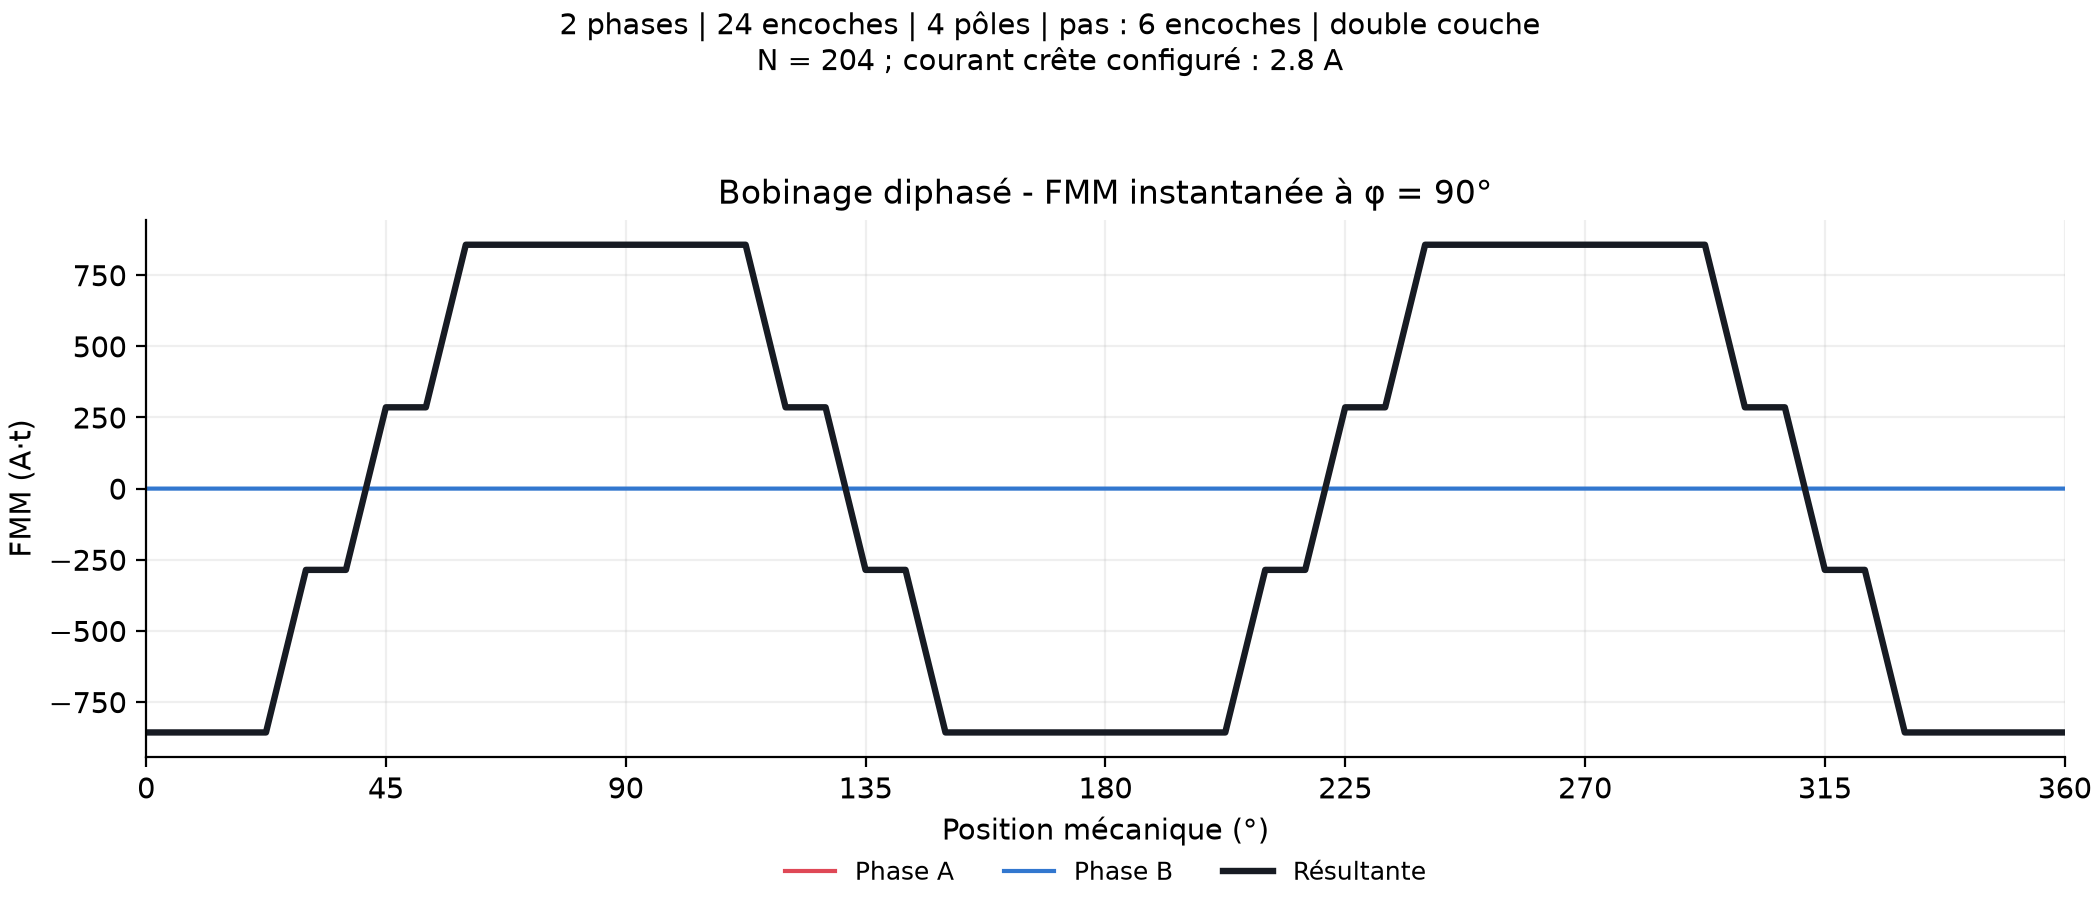 2 phases | 24 encoches | 4 pôles | pas : 6 encoches | double couche
N = 204 ; courant crête configuré : 2.8 A
Bobinage diphasé - FMM instantanée à φ = 90°
FMM (A·t)
750
500
250
0
−250
−500
−750
0 45 90 135 180 225 270 315 360
Position mécanique (°)
Phase A Phase B Résultante